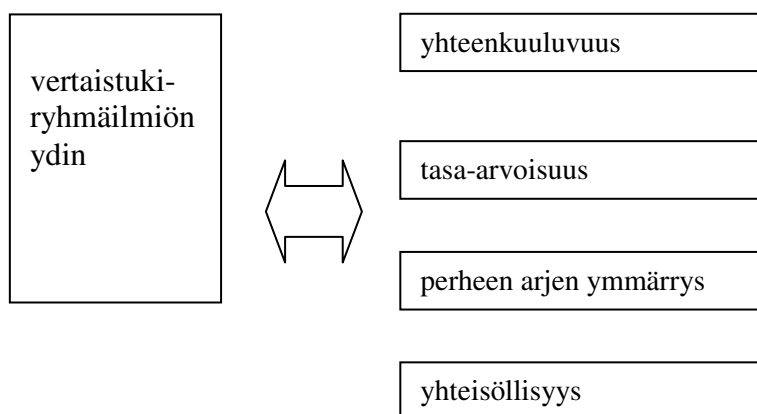 vertaistuki-
ryhmäilmiön
ydin
yhteenkuuluvuus
tasa-arvoisuus
perheen arjen ymmärrys
yhteisöllisyys